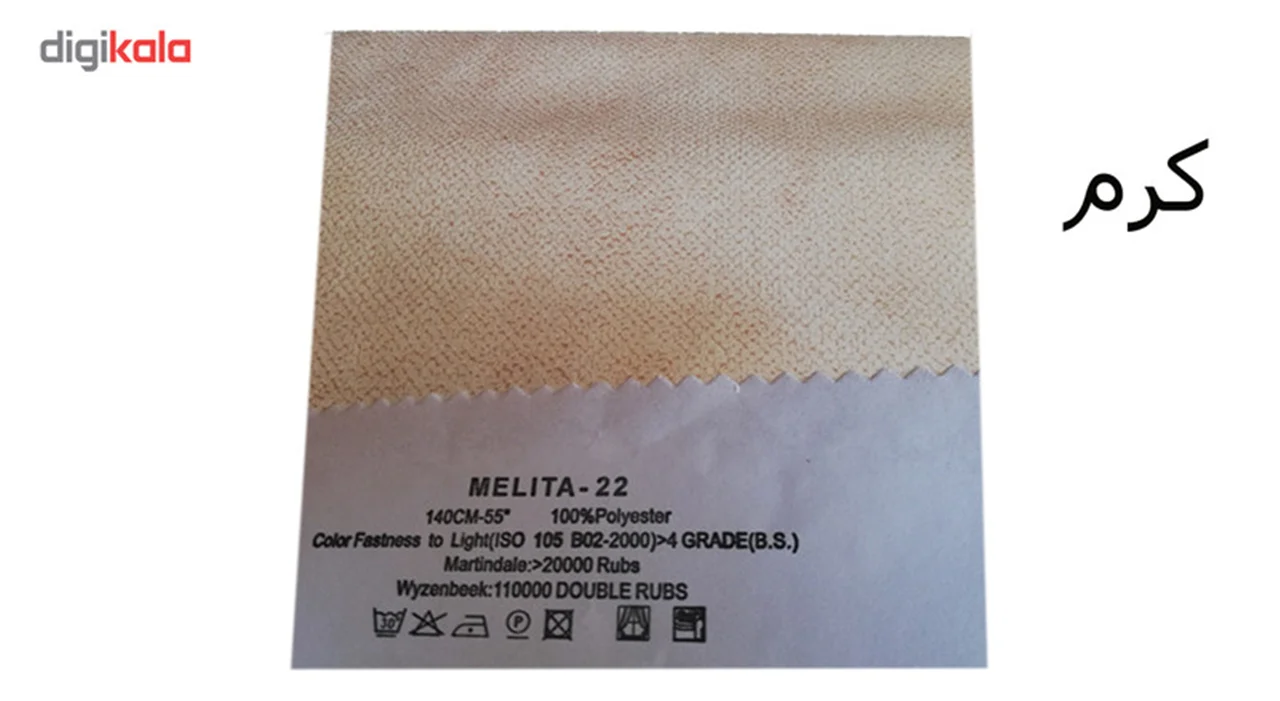 digikala
کرم
MELITA-22
140CM-55" 100%Polyester
Color Fastness to Light(ISO 105 B02-2000)>4 GRADE(B.S.)
Martindale:>20000 Rubs
Wyzenbeek:110000 DOUBLE RUBS
30 P